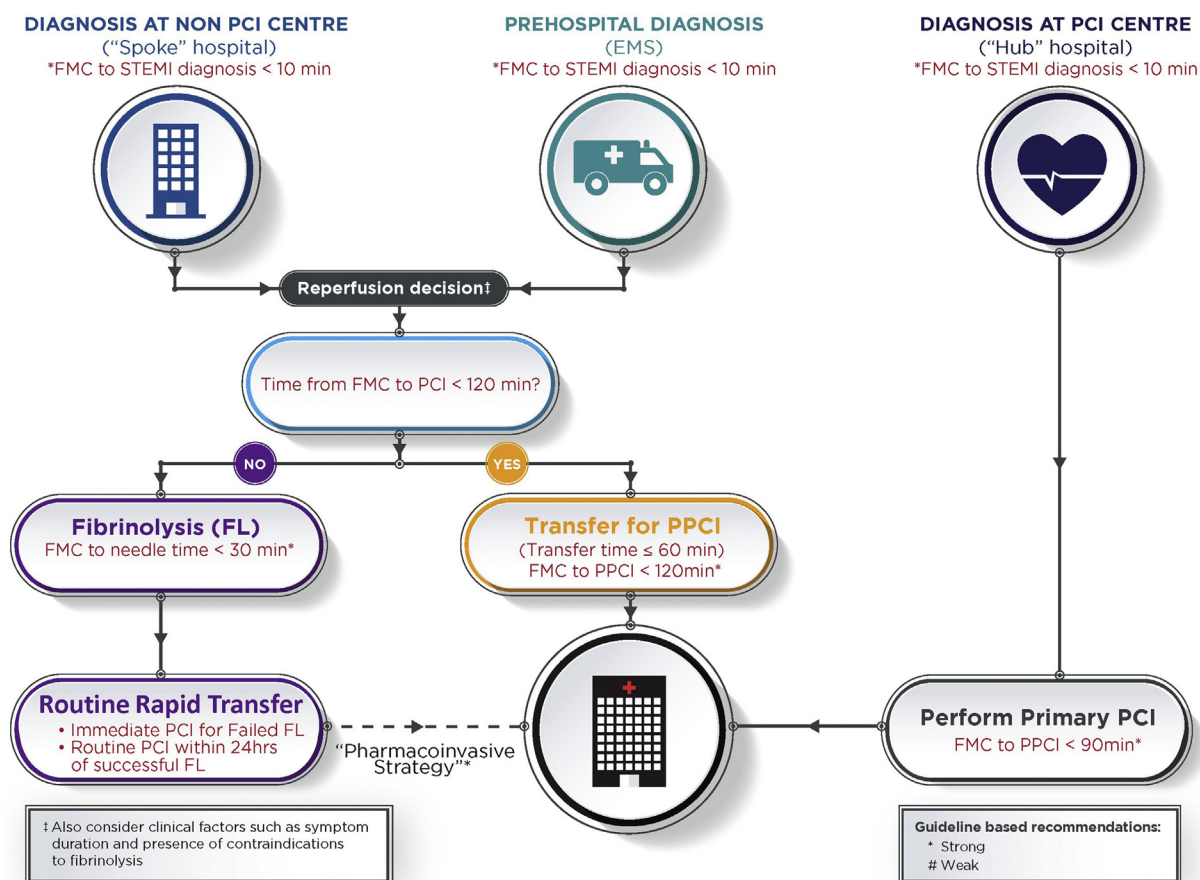 DIAGNOSIS AT NON PCI CENTRE
(“Spoke” hospital)
*FMC to STEMI diagnosis < 10 min
PREHOSPITAL DIAGNOSIS
(EMS)
*FMC to STEMI diagnosis < 10 min
DIAGNOSIS AT PCI CENTRE
(“Hub” hospital)
*FMC to STEMI diagnosis < 10 min
Reperfusion decision‡
Time from FMC to PCI < 120 min?
NO
YES
Fibrinolysis (FL)
FMC to needle time < 30 min*
Transfer for PPCI
(Transfer time ≤ 60 min)
FMC to PPCI < 120min*
Routine Rapid Transfer
• Immediate PCI for Failed FL
• Routine PCI within 24hrs
of successful FL
“Pharmacoinvasive
Strategy”*
Perform Primary PCI
FMC to PPCI < 90min*
‡ Also consider clinical factors such as symptom
duration and presence of contraindications
to fibrinolysis
Guideline based recommendations:
* Strong
# Weak